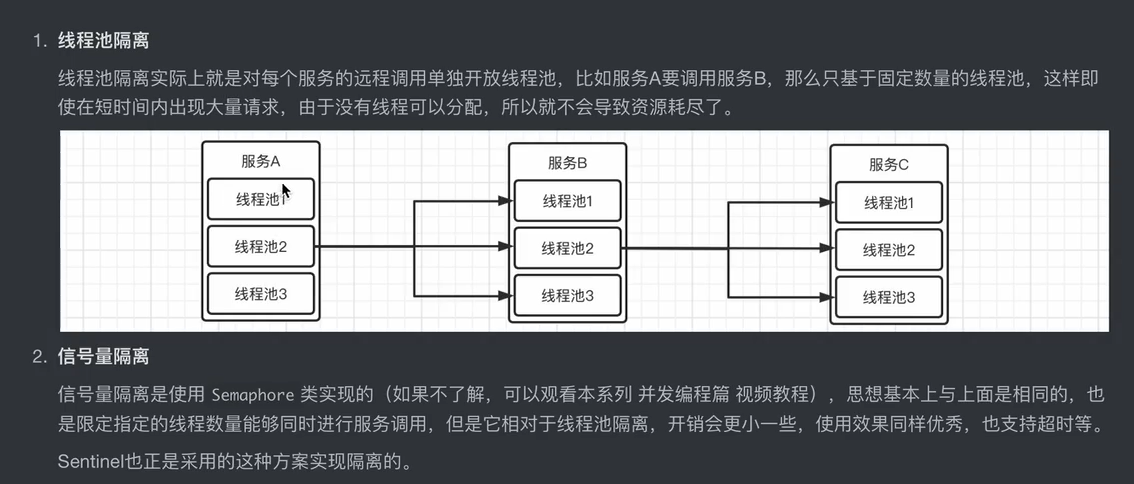 1. 线程池隔离
线程池隔离实际上就是对每个服务的远程调用单独开放线程池，比如服务A要调用服务B，那么只基于固定数量的线程池，这样即
使在短时间内出现大量请求，由于没有线程可以分配，所以就不会导致资源耗尽了。
服务A
线程池1
线程池2
线程池3
服务B
线程池1
线程池2
线程池3
服务C
线程池1
线程池2
线程池3
2. 信号量隔离
信号量隔离是使用 Semaphore 类实现的（如果不了解，可以观看本系列 并发编程篇 视频教程），思想基本上与上面是相同的，也
是限定指定的线程数量能够同时进行服务调用，但是它相对于线程池隔离，开销会更小一些，使用效果同样优秀，也支持超时等。
Sentinel也正是采用的这种方案实现隔离的。